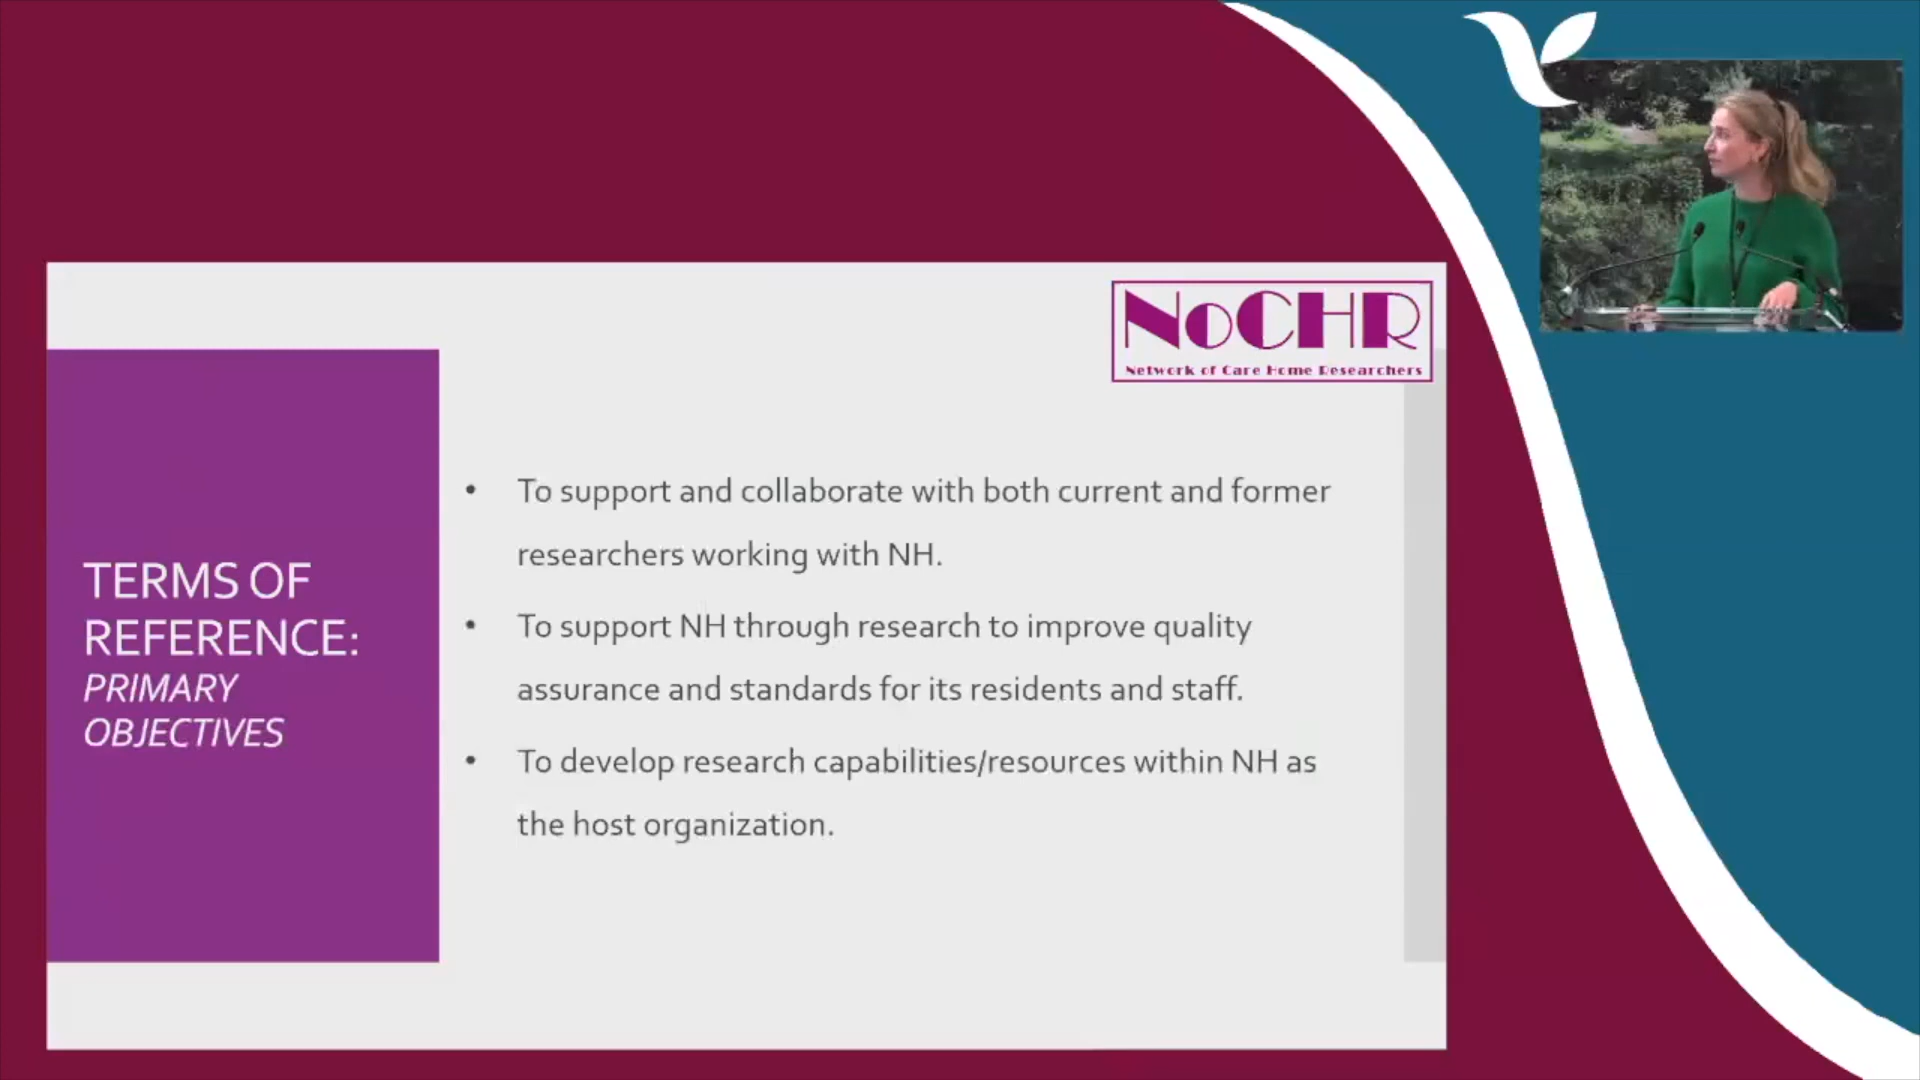 NoCHR
Network of Care Home Researchers
TERMS OF
REFERENCE:
PRIMARY
OBJECTIVES
• To support and collaborate with both current and former
researchers working with NH.
• To support NH through research to improve quality
assurance and standards for its residents and staff.
• To develop research capabilities/resources within NH as
the host organization.